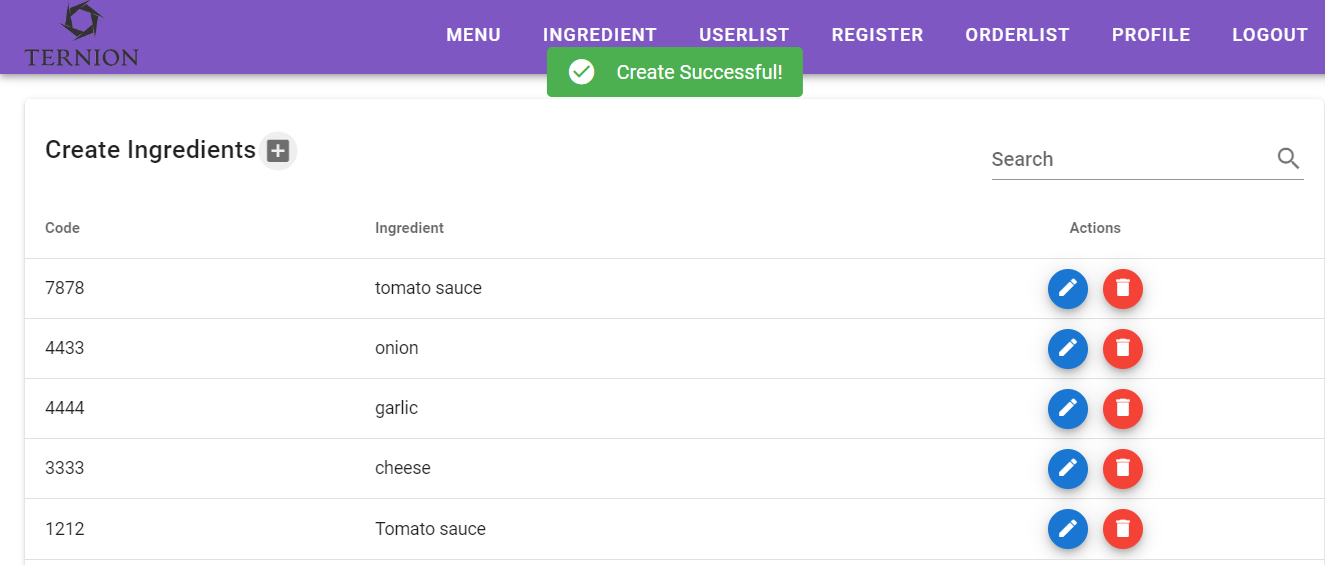 TERNION
MENU INGREDIENT USERLIST REGISTER ORDERLIST PROFILE LOGOUT
Create Successful!
Create Ingredients
Search
Code Ingredient Actions
7878 tomato sauce
4433 onion
4444 garlic
3333 cheese
1212 Tomato sauce